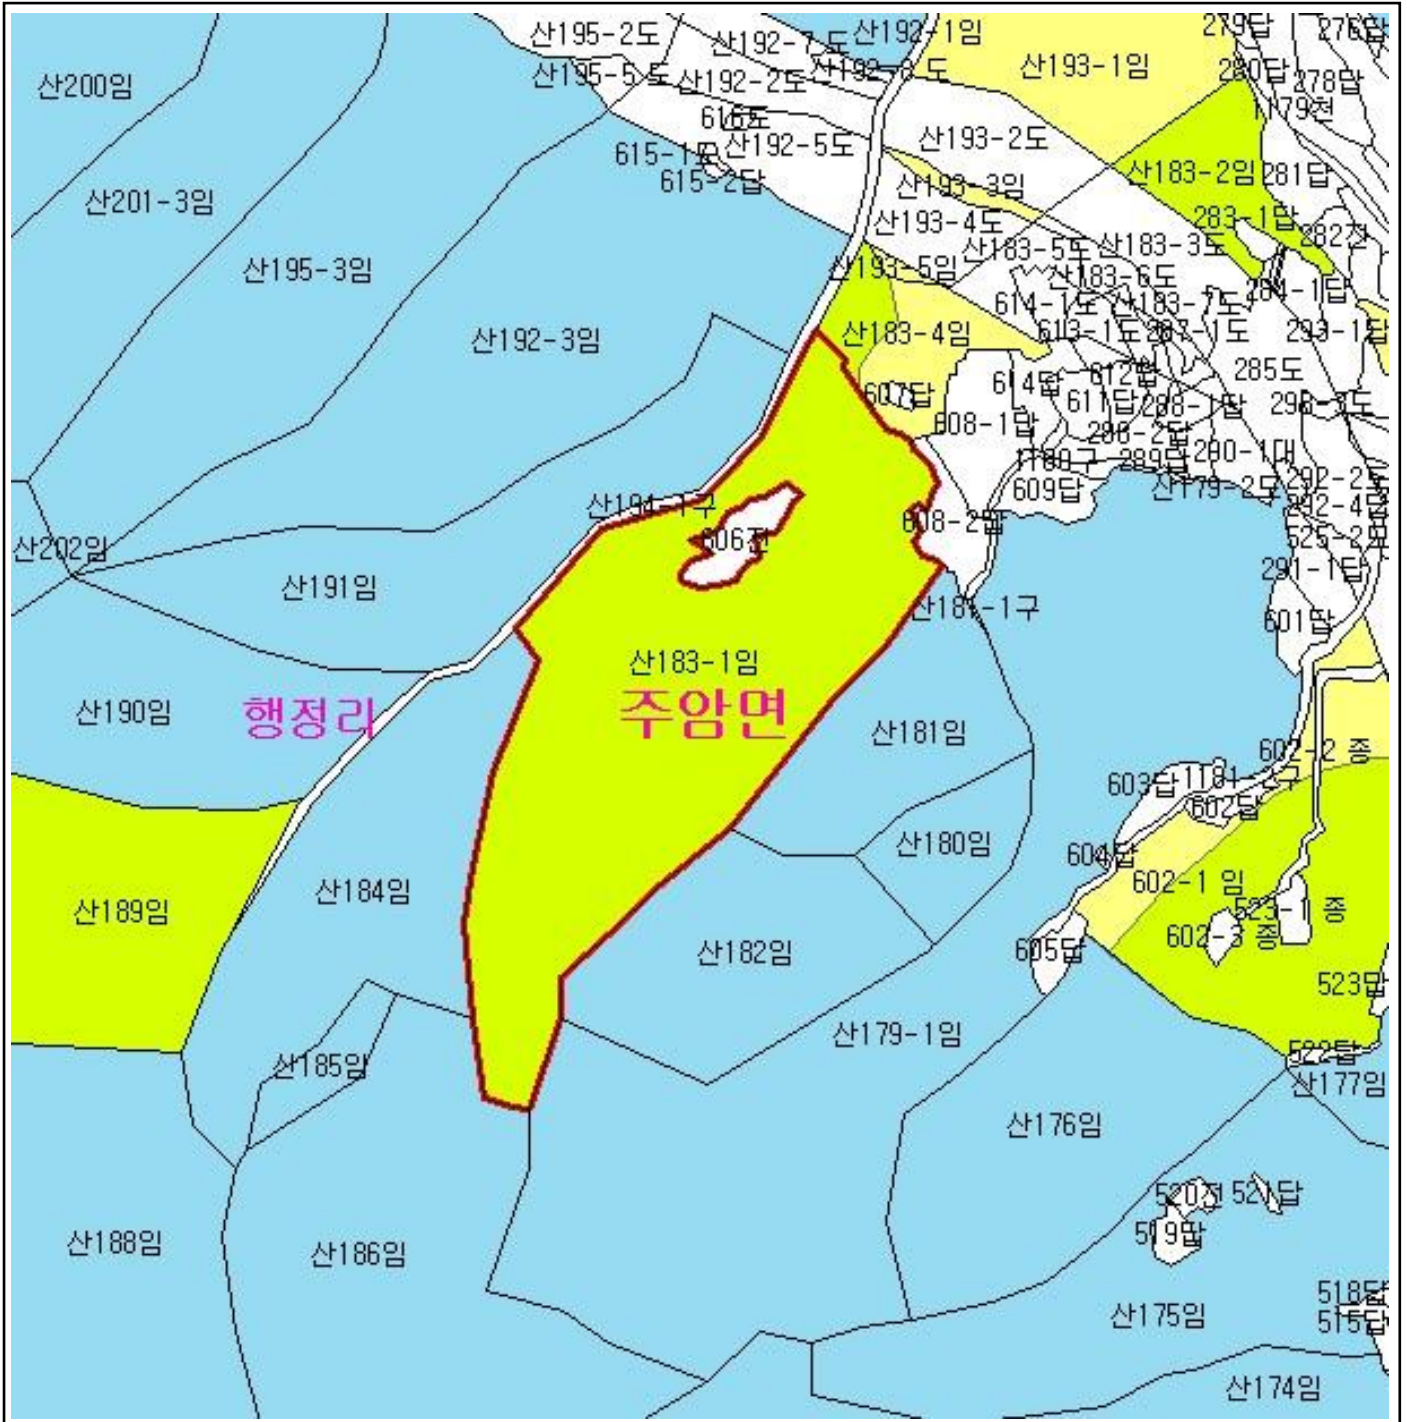 산195-2도
산192-7 도
산192-1임
279답
276답
산200임
산195-5 도
산192-2도
산193-1임
280답
278답
1179천
산192-5도
산193-2도
615-1도
615-2답
산193-3임
산183-2임
281답
산201-3임
산193-4도
283-1답
282전
산195-3임
산193-5임
산183-5도
산183-3도
산183-6도
284-1답
614-1도
산183-7도
산192-3임
산183-4임
613-1도
287-1도
293-1답
614답
612답
285도
607답
611답
288-1답
608-1답
288-2답
290-1대
1180구
289답
609답
산179-2도
292-2도
산194-1구
292-4답
608-2답
606전
산202임
291-1답
산191임
산181-1구
601답
산183-1임
산190임
행정리
주암면
산181임
602-2 종
603답
602답
산180임
604답
산184임
602-1 임
산189임
523-1 종
602-3 종
산182임
605답
523답
산179-1임
522답
산185임
산177임
산176임
520전
521답
519답
산188임
산186임
518답
산175임
515답
산174임